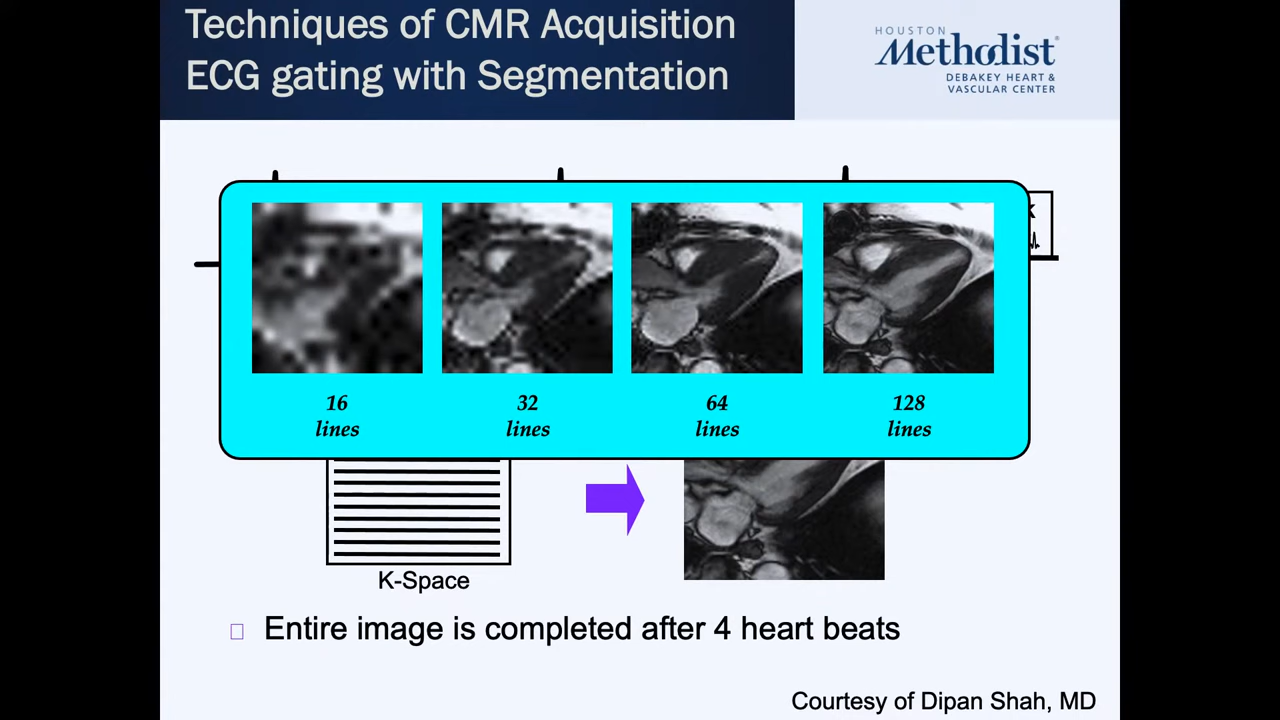 Techniques of CMR Acquisition
ECG gating with Segmentation
HOUSTON
Methodist
DEBAKEY HEART &
VASCULAR CENTER
16
lines
32
lines
64
lines
128
lines
K-Space
Entire image is completed after 4 heart beats
Courtesy of Dipan Shah, MD